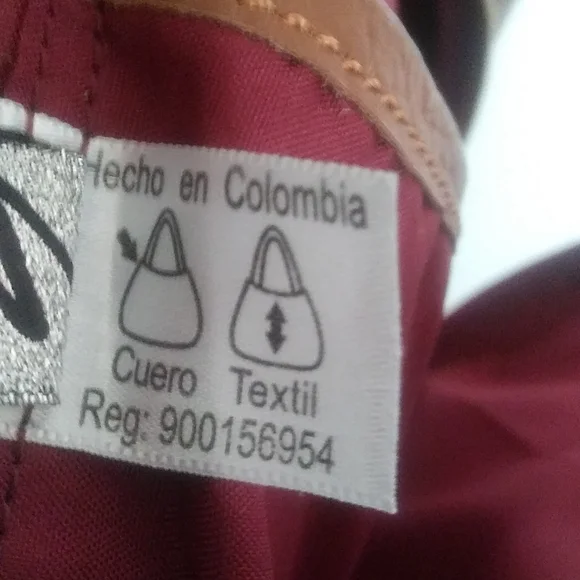 Hecho en Colombia
Cuero Textil
Reg: 900156954